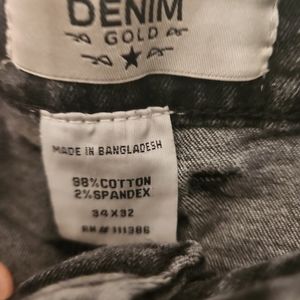 DENIM
GOLD
MADE IN BANGLADESH
98%COTTON
2%SPANDEX
34X32
RN# 111386